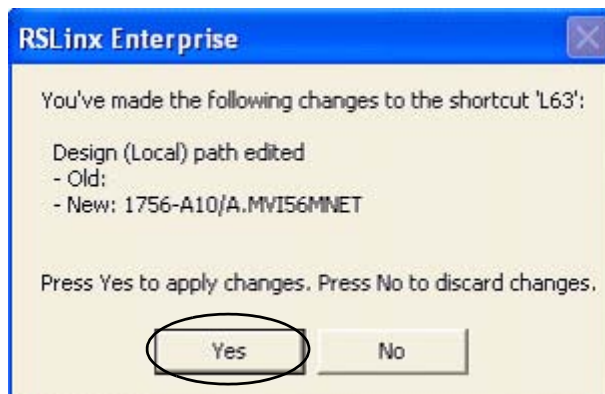 RSLinx Enterprise
You've made the following changes to the shortcut 'L63':
Design (Local) path edited
- Old:
- New: 1756-A10/A.MVI56MNET
Press Yes to apply changes. Press No to discard changes.
Yes No